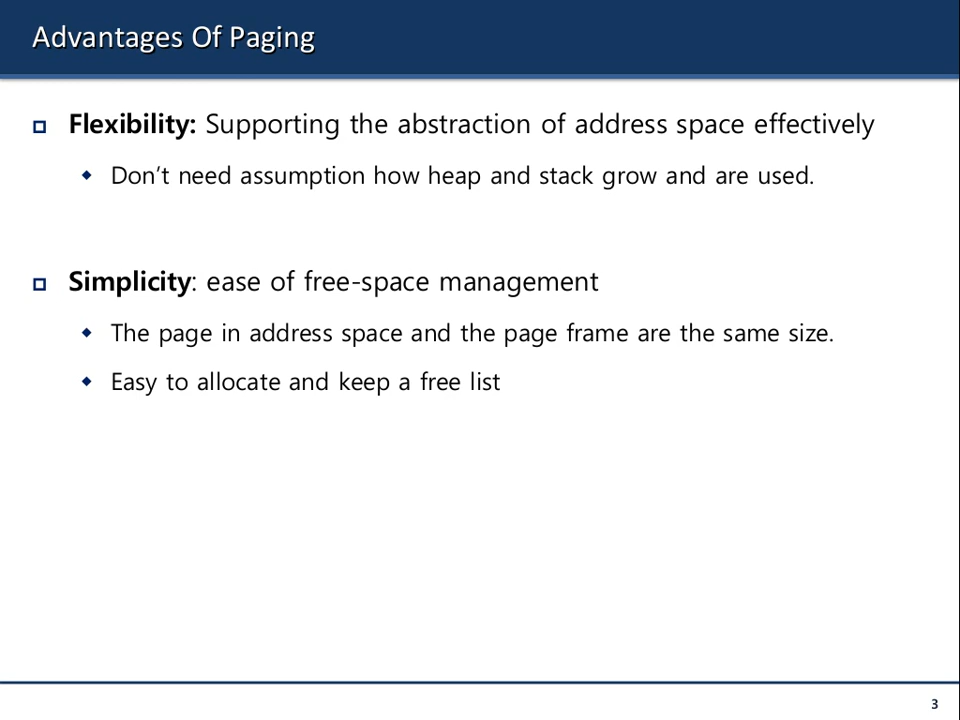 Advantages Of Paging
Flexibility: Supporting the abstraction of address space effectively
Don’t need assumption how heap and stack grow and are used.
Simplicity: ease of free-space management
The page in address space and the page frame are the same size.
Easy to allocate and keep a free list
3